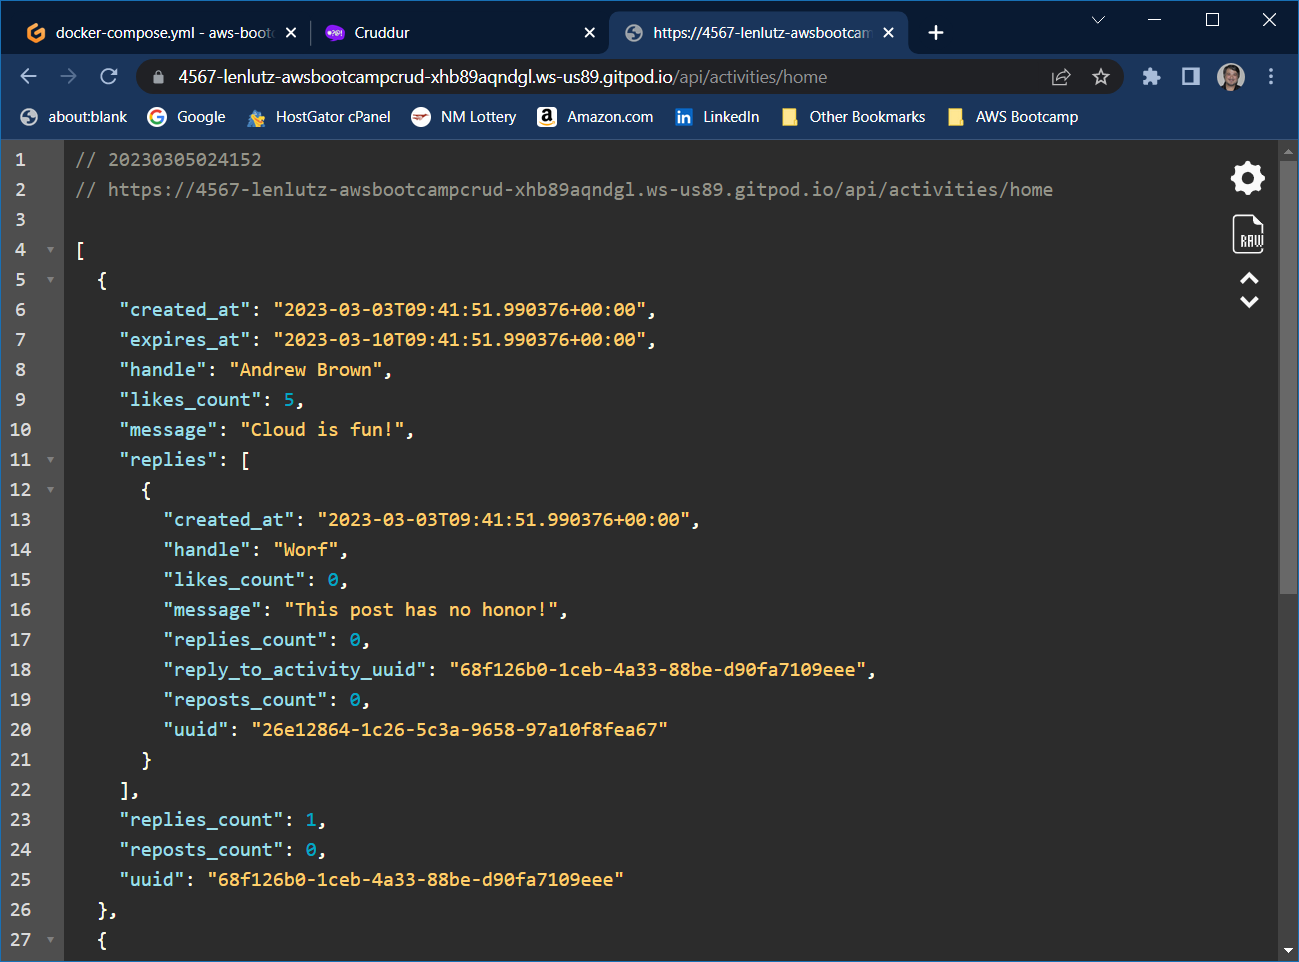 docker-compose.yml - aws-boot
Cruddur
https://4567-lenlutz-awsbootcam
4567-lenlutz-awsbootcampcrud-xhb89aqndgl.ws-us89.gitpod.io/api/activities/home
about:blank
Google
HostGator cPanel
NM Lottery
Amazon.com
LinkedIn
Other Bookmarks
AWS Bootcamp
1 // 20230305024152
2 // https://4567-lenlutz-awsbootcampcrud-xhb89aqndgl.ws-us89.gitpod.io/api/activities/home
3
4 [
5 {
6 "created_at": "2023-03-03T09:41:51.990376+00:00",
7 "expires_at": "2023-03-10T09:41:51.990376+00:00",
8 "handle": "Andrew Brown",
9 "likes_count": 5,
10 "message": "Cloud is fun!",
11 "replies": [
12 {
13 "created_at": "2023-03-03T09:41:51.990376+00:00",
14 "handle": "Worf",
15 "likes_count": 0,
16 "message": "This post has no honor!",
17 "replies_count": 0,
18 "reply_to_activity_uuid": "68f126b0-1ceb-4a33-88be-d90fa7109eee",
19 "reposts_count": 0,
20 "uuid": "26e12864-1c26-5c3a-9658-97a10f8fea67"
21 }
22 ],
23 "replies_count": 1,
24 "reposts_count": 0,
25 "uuid": "68f126b0-1ceb-4a33-88be-d90fa7109eee"
26 },
27 {
RAW